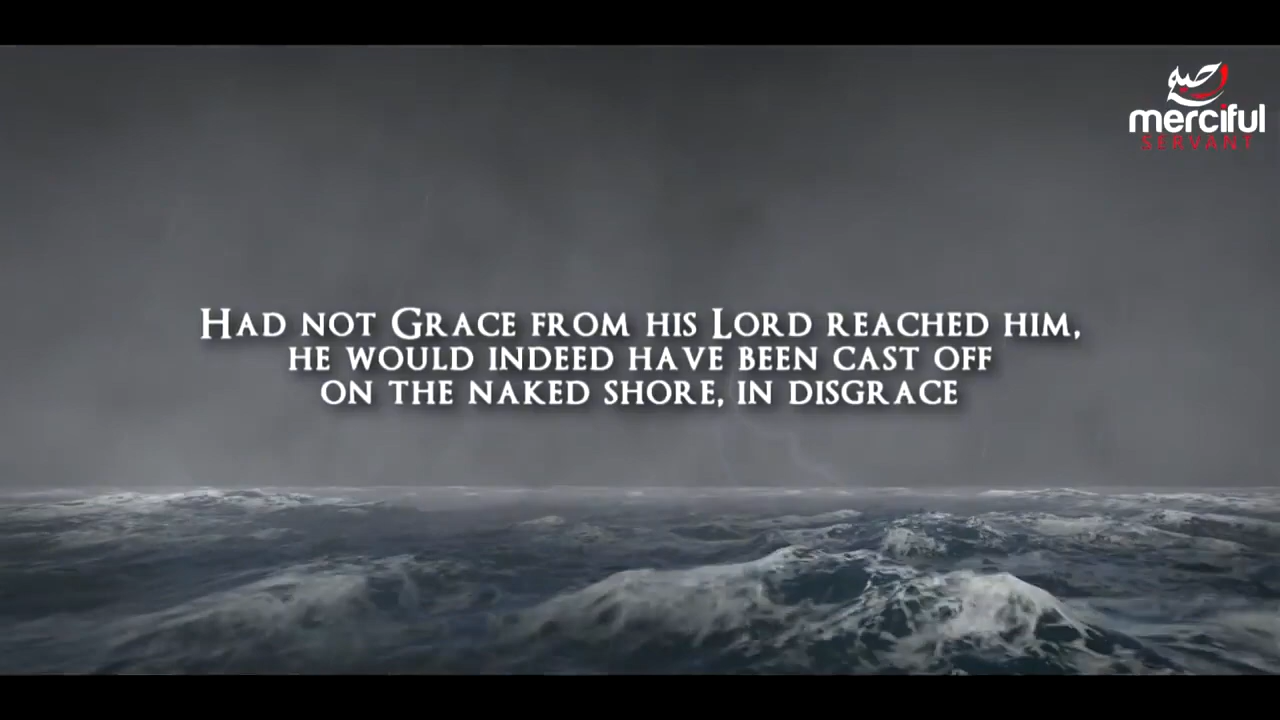 merciful
SERVANT
HAD NOT GRACE FROM HIS LORD REACHED HIM,
HE WOULD INDEED HAVE BEEN CAST OFF
ON THE NAKED SHORE, IN DISGRACE